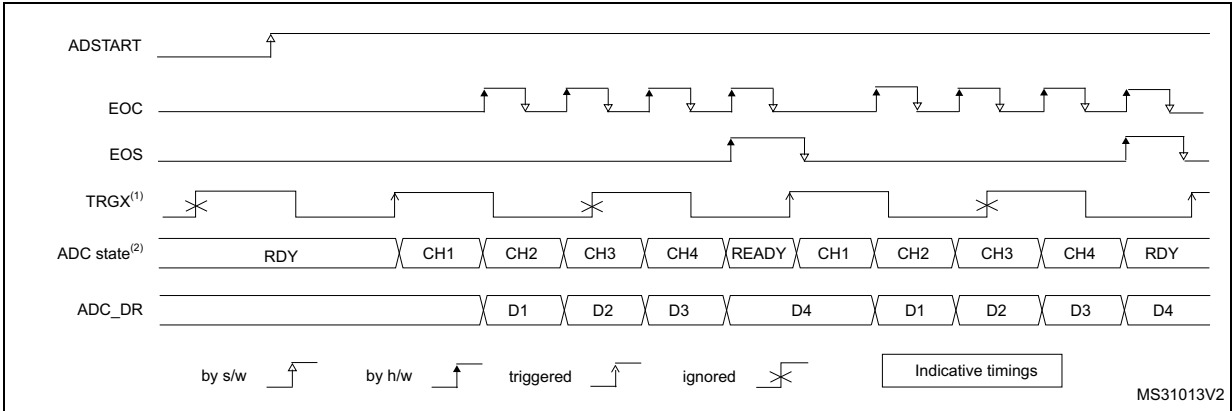 ADSTART
EOC
EOS
TRGX(1)
ADC state(2) RDY CH1 CH2 CH3 CH4 READY CH1 CH2 CH3 CH4 RDY
ADC_DR D1 D2 D3 D4 D1 D2 D3 D4
by s/w by h/w triggered ignored Indicative timings
MS31013V2